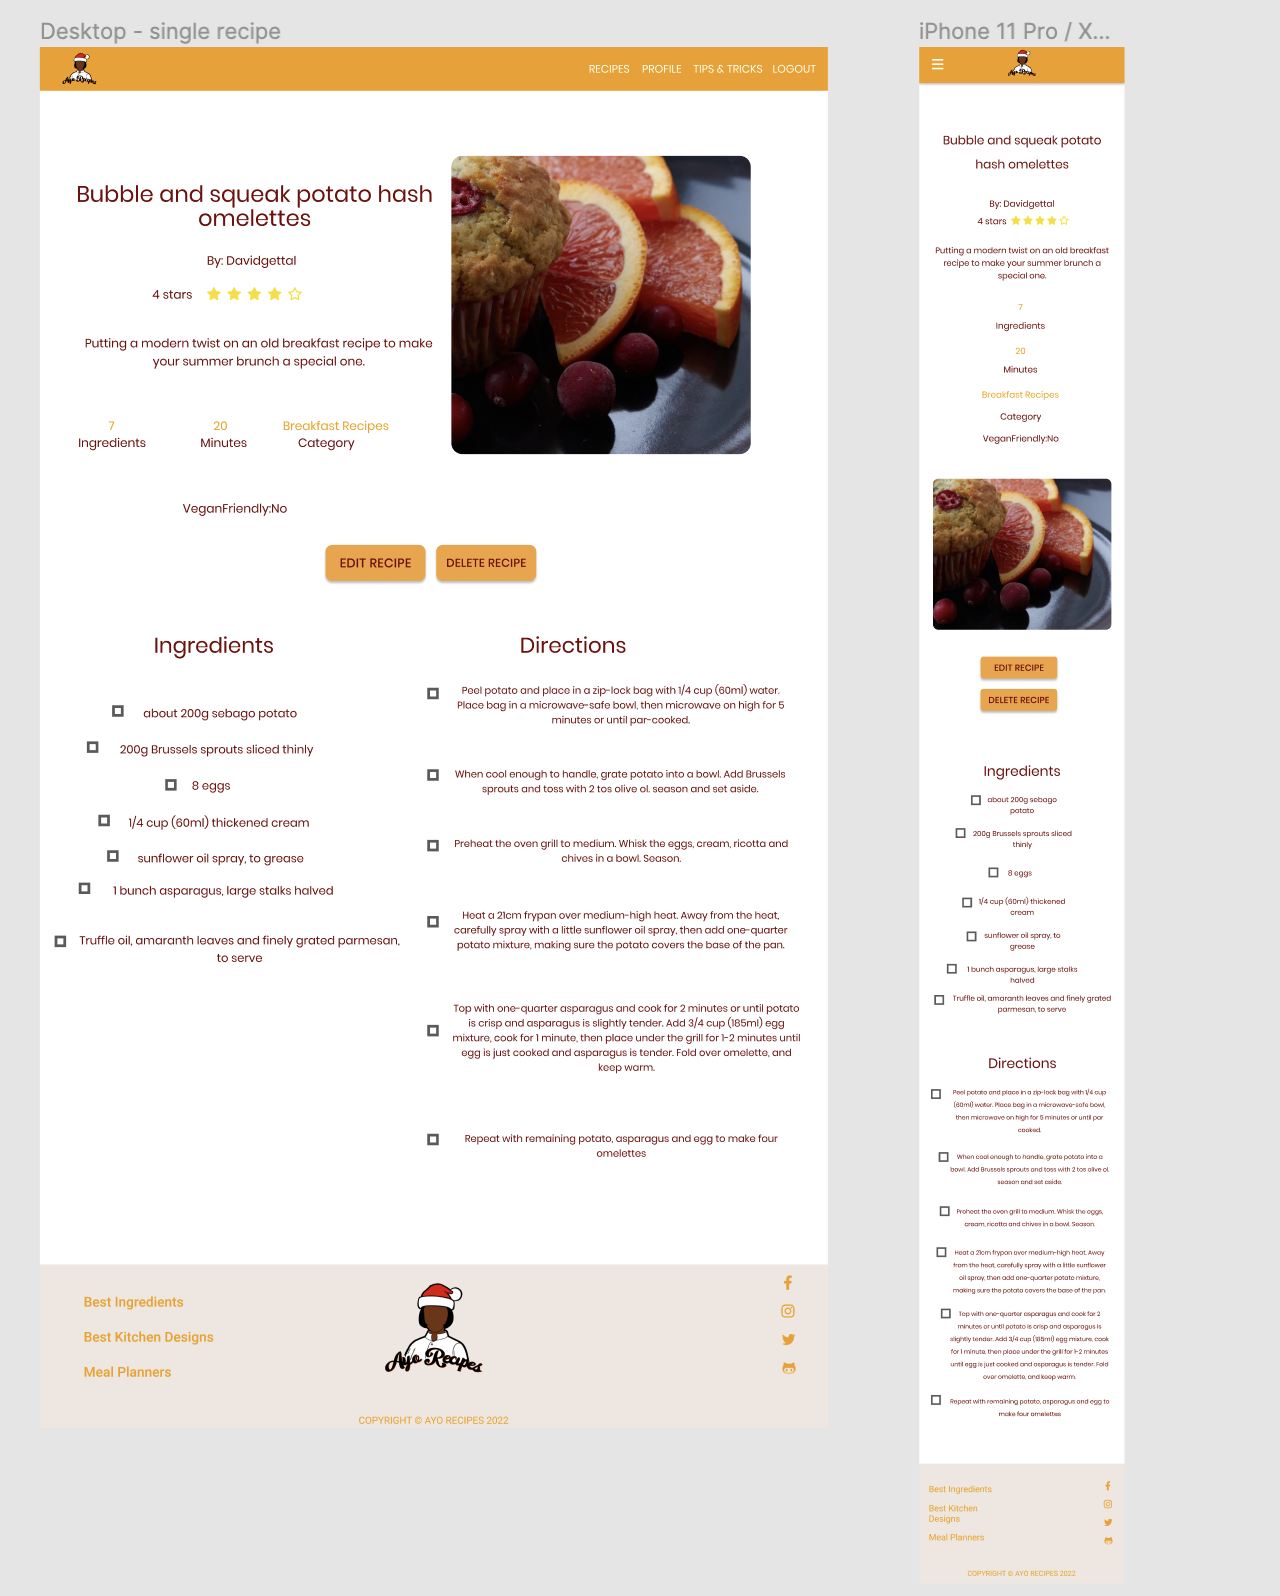 Desktop - single recipe
Ayo Recipes
RECIPES
PROFILE
TIPS & TRICKS
LOGOUT
Bubble and squeak potato hash
omelettes
By: Davidgettal
4 stars
Putting a modern twist on an old breakfast recipe to make
your summer brunch a special one.
7
Ingredients
20
Minutes
Breakfast Recipes
Category
VeganFriendly:No
EDIT RECIPE
DELETE RECIPE
Ingredients
about 200g sebago potato
200g Brussels sprouts sliced thinly
8 eggs
1/4 cup (60ml) thickened cream
sunflower oil spray, to grease
1 bunch asparagus, large stalks halved
Truffle oil, amaranth leaves and finely grated parmesan,
to serve
Directions
Peel potato and place in a zip-lock bag with 1/4 cup (60ml) water.
Place bag in a microwave-safe bowl, then microwave on high for 5
minutes or until par-cooked.
When cool enough to handle, grate potato into a bowl. Add Brussels
sprouts and toss with 2 tos olive ol. season and set aside.
Preheat the oven grill to medium. Whisk the eggs, cream, ricotta and
chives in a bowl. Season.
Heat a 21cm frypan over medium-high heat. Away from the heat,
carefully spray with a little sunflower oil spray, then add one-quarter
potato mixture, making sure the potato covers the base of the pan.
Top with one-quarter asparagus and cook for 2 minutes or until potato
is crisp and asparagus is slightly tender. Add 3/4 cup (185ml) egg
mixture, cook for 1 minute, then place under the grill for 1-2 minutes until
egg is just cooked and asparagus is tender. Fold over omelette, and
keep warm.
Repeat with remaining potato, asparagus and egg to make four
omelettes
Best Ingredients
Best Kitchen Designs
Meal Planners
Ayo Recipes
COPYRIGHT © AYO RECIPES 2022
iPhone 11 Pro / X...
Ayo Recipes
Bubble and squeak potato
hash omelettes
By: Davidgettal
4 stars
Putting a modern twist on an old breakfast
recipe to make your summer brunch a
special one.
7
Ingredients
20
Minutes
Breakfast Recipes
Category
VeganFriendly:No
EDIT RECIPE
DELETE RECIPE
Ingredients
about 200g sebago
potato
200g Brussels sprouts sliced
thinly
8 eggs
1/4 cup (60ml) thickened
cream
sunflower oil spray, to
grease
1 bunch asparagus, large stalks
halved
Truffle oil, amaranth leaves and finely grated
parmesan, to serve
Directions
Peel potato and place in a zip-lock bag with 1/4 cup
(60ml) water. Place bag in a microwave-safe bowl,
then microwave on high for 5 minutes or until par
cooked.
When cool enough to handle, grate potato into a
bowl. Add Brussels sprouts and toss with 2 tos olive ol.
season and set aside.
Preheat the oven grill to medium. Whisk the eggs,
cream, ricotta and chives in a bowl. Season.
Heat a 21cm frypan over medium-high heat. Away
from the heat, carefully spray with a little sunflower
oil spray, then add one-quarter potato mixture,
making sure the potato covers the base of the pan.
Top with one-quarter asparagus and cook for 2
minutes or until potato is crisp and asparagus is
slightly tender. Add 3/4 cup (185ml) egg mixture, cook
for 1 minute, then place under the grill for 1-2 minutes
until egg is just cooked and asparagus is tender. Fold
over omelette, and keep warm.
Repeat with remaining potato, asparagus and egg to
make four omelettes
Best Ingredients
Best Kitchen
Designs
Meal Planners
COPYRIGHT © AYO RECIPES 2022